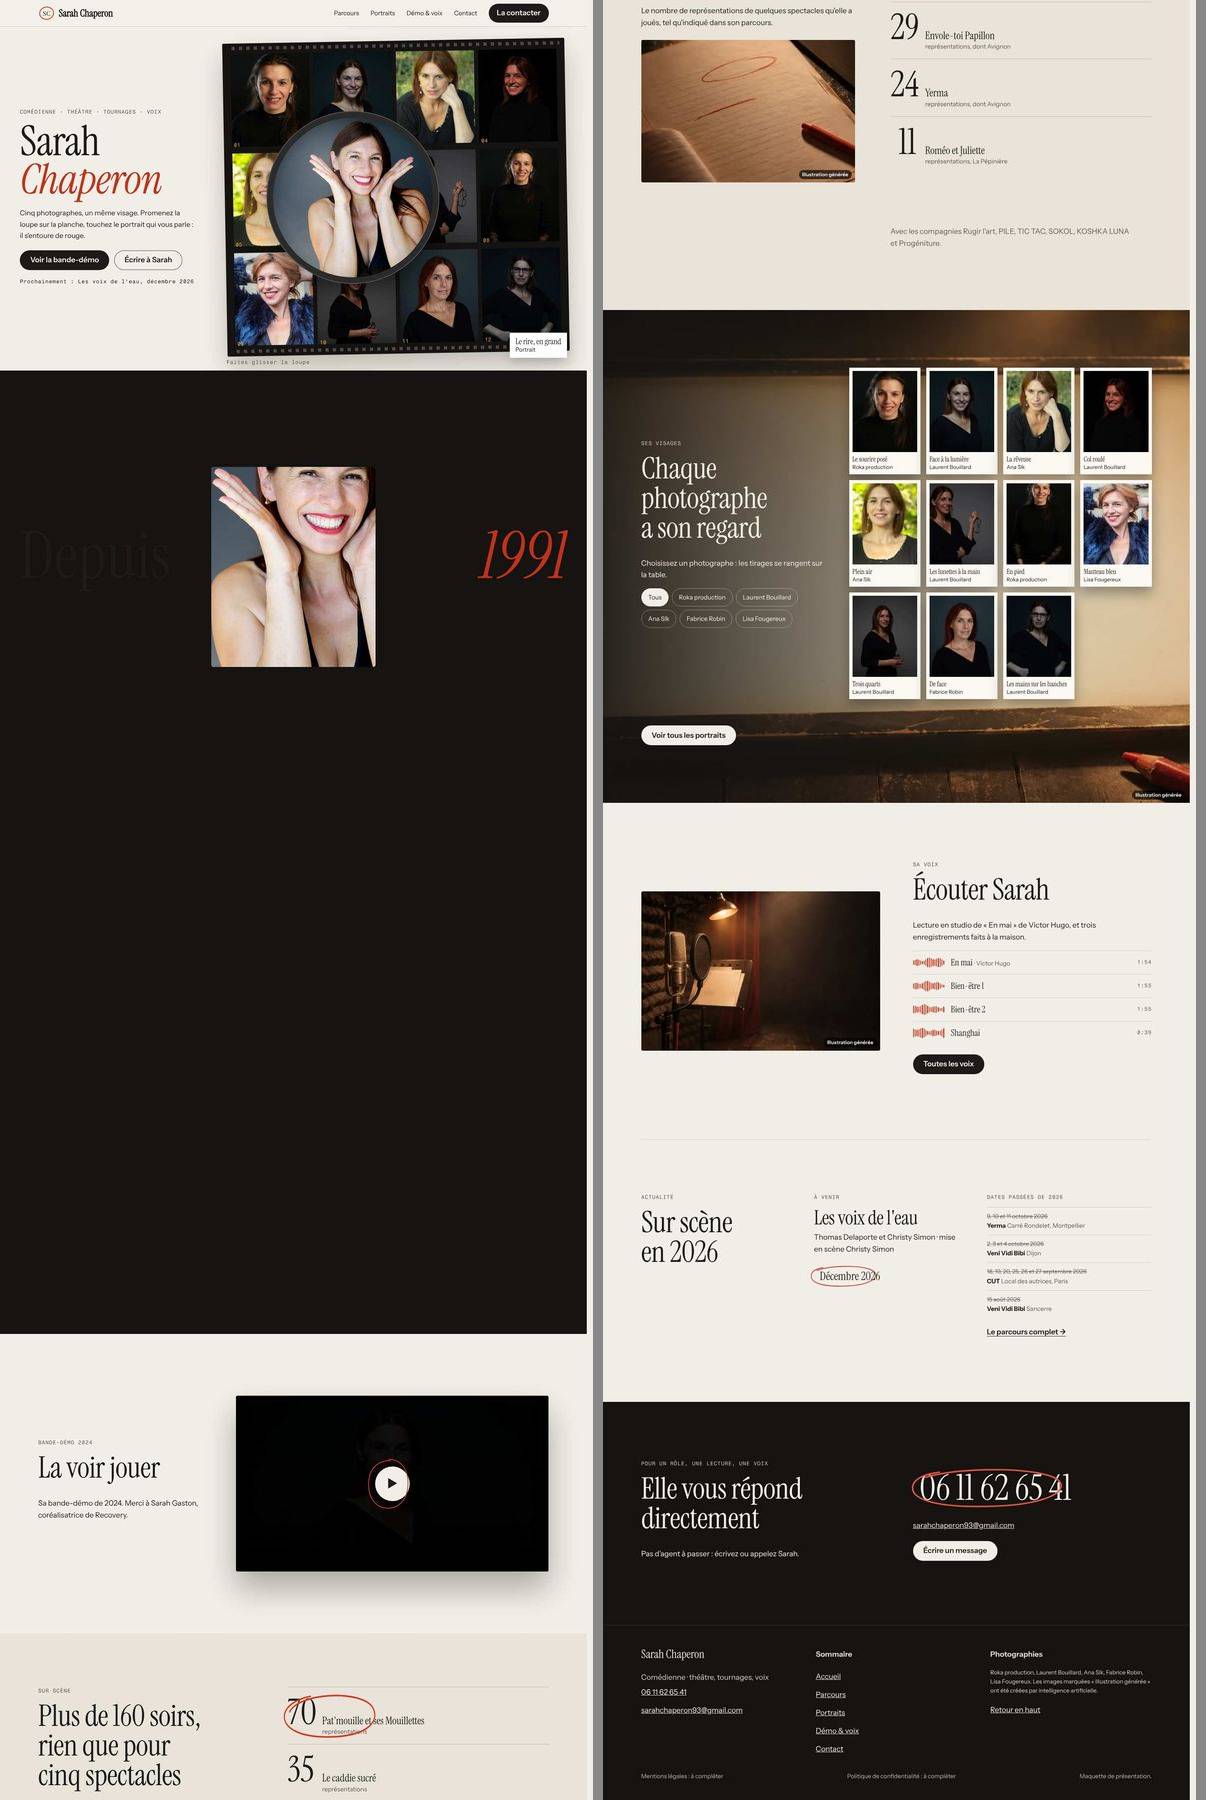 SC Sarah Chaperon
Parcours Portraits Démo & voix Contact La contacter
COMÉDIENNE · THÉÂTRE · TOURNAGES · VOIX
Sarah
Chaperon
Cinq photographes, un même visage. Promenez la
loupe sur la planche, touchez le portrait qui vous parle :
il s'entoure de rouge.
Voir la bande-démo Écrire à Sarah
Prochainement : Les voix de l'eau, décembre 2026
01
04
05
08
10
11
12
Le rire, en grand
Portrait
Faites glisser la loupe
Depuis
1991
BANDE-DÉMO 2024
La voir jouer
Sa bande-démo de 2024. Merci à Sarah Gaston,
coréalisatrice de Recovery.
SUR SCÈNE
Plus de 160 soirs,
rien que pour
cinq spectacles
70 Pat'mouille et ses Mouillettes
représentations
35 Le caddie sucré
représentations
Le nombre de représentations de quelques spectacles qu'elle a
joués, tel qu'indiqué dans son parcours.
Illustration générée
29 Envole-toi Papillon
représentations, dont Avignon
24 Yerma
représentations, dont Avignon
11 Roméo et Juliette
représentations, La Pépinière
Avec les compagnies Rugir l'art, PILE, TIC TAC, SOKOL, KOSHKA LUNA
et Progéniture.
SES VISAGES
Chaque
photographe
a son regard
Choisissez un photographe : les tirages se rangent sur
la table.
Tous Roka production Laurent Bouillard
Ana Slk Fabrice Robin Lisa Fougereux
Voir tous les portraits
Le sourire posé
Roka production
Face à la lumière
Laurent Bouillard
La rêveuse
Ana Slk
Col roulé
Laurent Bouillard
Plein air
Ana Slk
Les lunettes à la main
Laurent Bouillard
En pied
Roka production
Manteau bleu
Lisa Fougereux
Trois quarts
Laurent Bouillard
De face
Fabrice Robin
Les mains sur les hanches
Laurent Bouillard
Illustration générée
Illustration générée
SA VOIX
Écouter Sarah
Lecture en studio de « En mai » de Victor Hugo, et trois
enregistrements faits à la maison.
En mai · Victor Hugo 1:54
Bien-être 1 1:55
Bien-être 2 1:55
Shanghai 0:39
Toutes les voix
ACTUALITÉ
Sur scène
en 2026
À VENIR
Les voix de l'eau
Thomas Delaporte et Christy Simon · mise
en scène Christy Simon
Décembre 2026
DATES PASSÉES DE 2026
9, 10 et 11 octobre 2026
Yerma Carré Rondelet, Montpellier
2, 3 et 4 octobre 2026
Veni Vidi Bibi Dijon
18, 19, 20, 25, 26 et 27 septembre 2026
CUT Local des autrices, Paris
15 août 2026
Veni Vidi Bibi Sancerre
Le parcours complet →
POUR UN RÔLE, UNE LECTURE, UNE VOIX
Elle vous répond
directement
Pas d'agent à passer : écrivez ou appelez Sarah.
06 11 62 65 41
sarahchaperon93@gmail.com
Écrire un message
Sarah Chaperon
Comédienne · théâtre, tournages, voix
06 11 62 65 41
sarahchaperon93@gmail.com
Sommaire
Accueil
Parcours
Portraits
Démo & voix
Contact
Photographies
Roka production, Laurent Bouillard, Ana Slk, Fabrice Robin,
Lisa Fougereux. Les images marquées « Illustration générée »
ont été créées par intelligence artificielle.
Retour en haut
Mentions légales : à compléter
Politique de confidentialité : à compléter
Maquette de présentation.